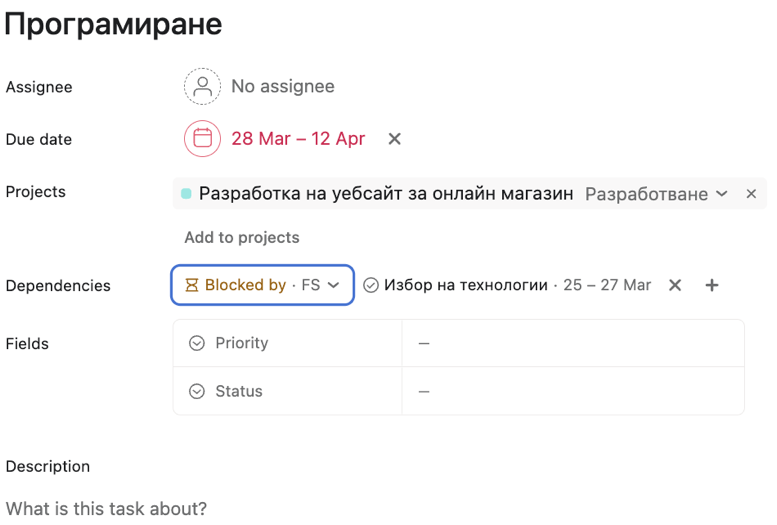 Програмиране
Assignee No assignee
Due date 28 Mar – 12 Apr
Projects Разработка на уебсайт за онлайн магазин Разработване
Add to projects
Dependencies Blocked by · FS Избор на технологии · 25 – 27 Mar
Fields Priority —
Status —
Description
What is this task about?